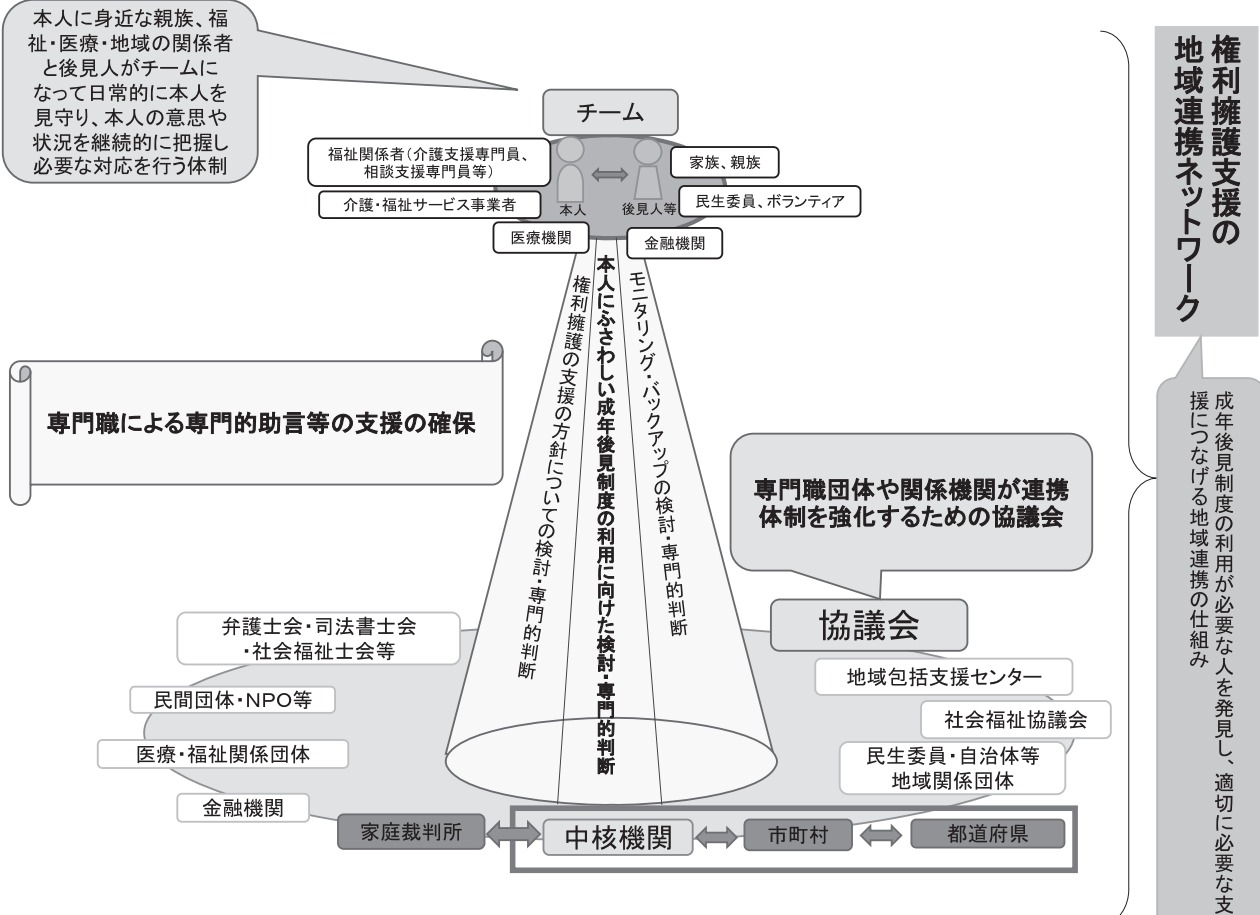 本人に身近な親族、福
祉・医療・地域の関係者
と後見人がチームに
なって日常的に本人を
見守り、本人の意思や
状況を継続的に把握し
必要な対応を行う体制
チーム
福祉関係者(介護支援専門員、
相談支援専門員等)
介護・福祉サービス事業者
医療機関
本人
後見人等
家族、親族
民生委員、ボランティア
金融機関
権利擁護の支援の方針についての検討・専門的判断
本人にふさわしい成年後見制度の利用に向けた検討・専門的判断
モニタリング・バックアップの検討・専門的判断
専門職による専門的助言等の支援の確保
専門職団体や関係機関が連携
体制を強化するための協議会
協議会
弁護士会・司法書士会
・社会福祉士会等
民間団体・NPO等
医療・福祉関係団体
金融機関
地域包括支援センター
社会福祉協議会
民生委員・自治体等
地域関係団体
家庭裁判所
中核機関
市町村
都道府県
権利擁護支援の
地域連携ネットワーク
成年後見制度の利用が必要な人を発見し、適切に必要な支
援につなげる地域連携の仕組み